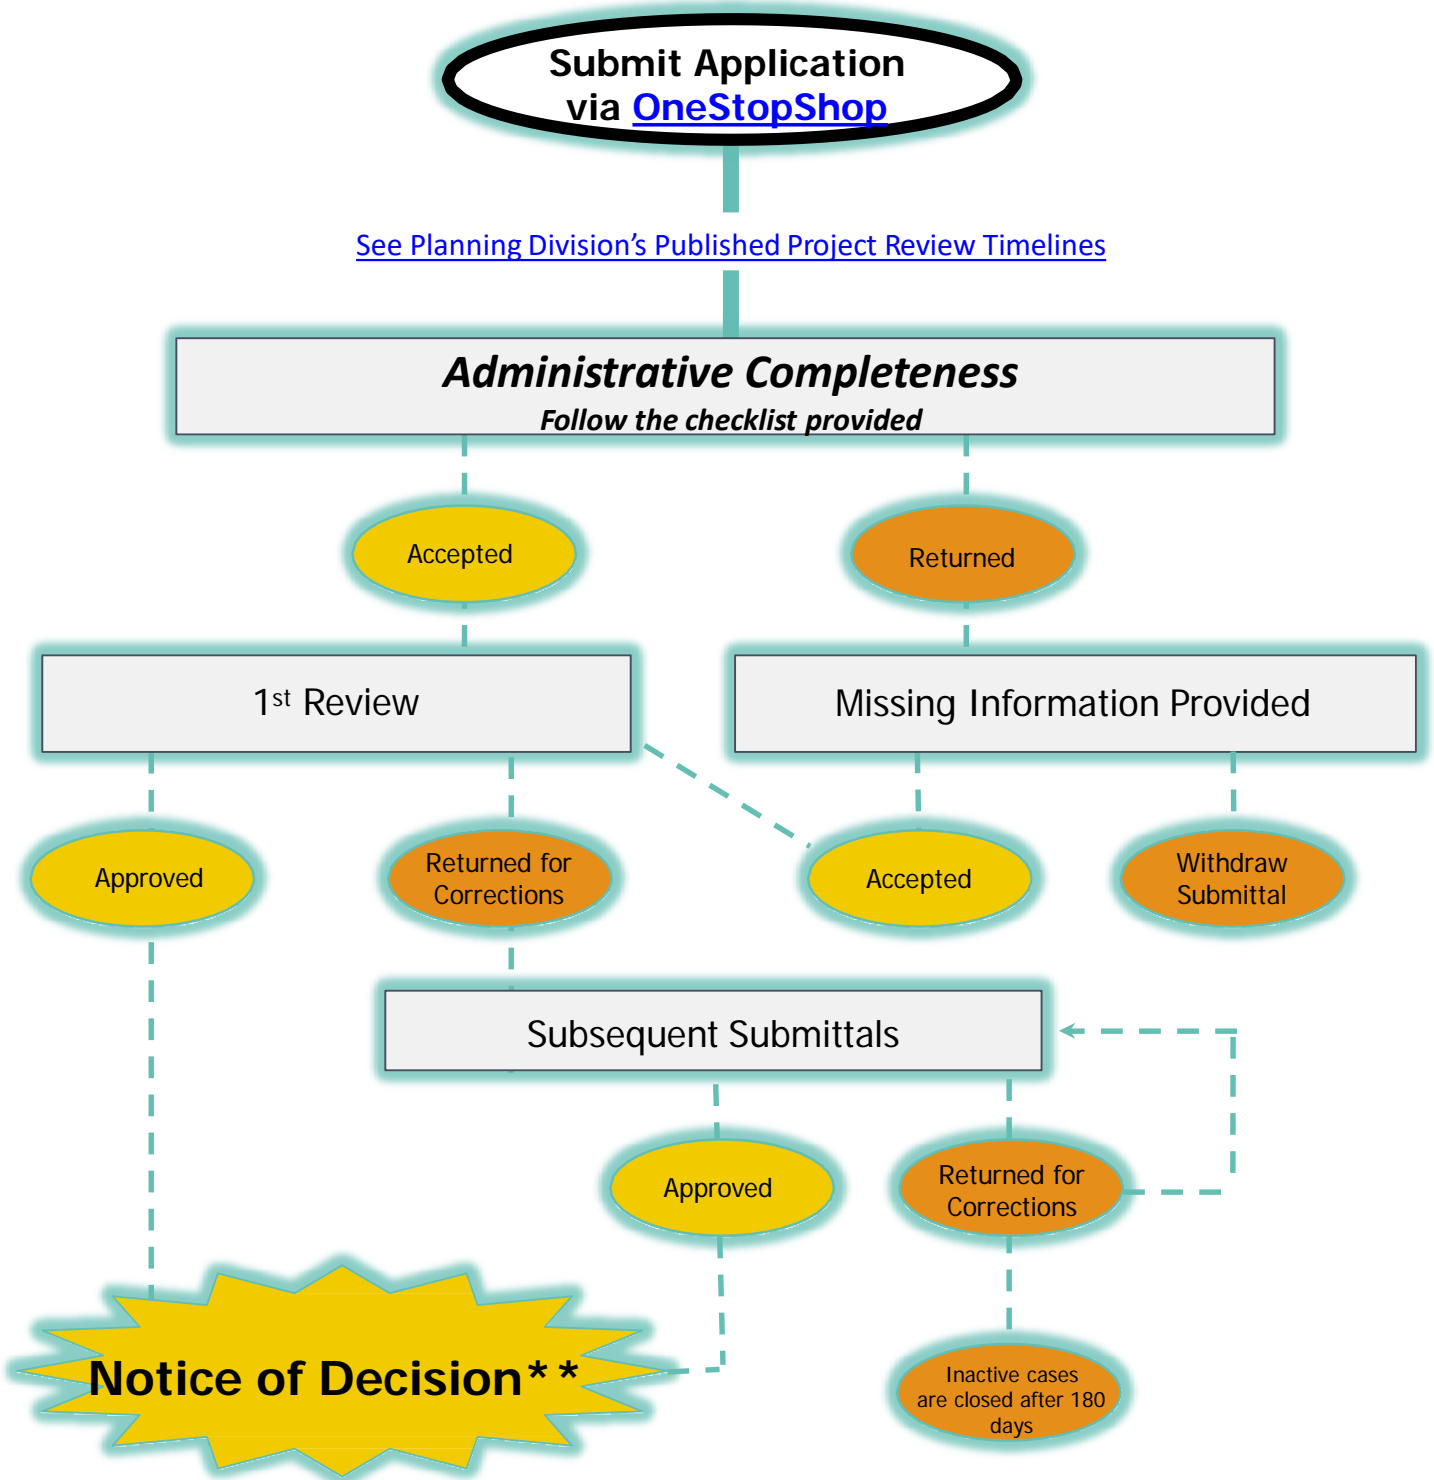 Submit Application
via OneStopShop
See Planning Division’s Published Project Review Timelines
Administrative Completeness
Follow the checklist provided
Accepted
Returned
1st Review
Missing Information Provided
Approved
Returned for
Corrections
Accepted
Withdraw
Submittal
Subsequent Submittals
Approved
Returned for
Corrections
Notice of Decision**
Inactive cases
are closed after 180
days